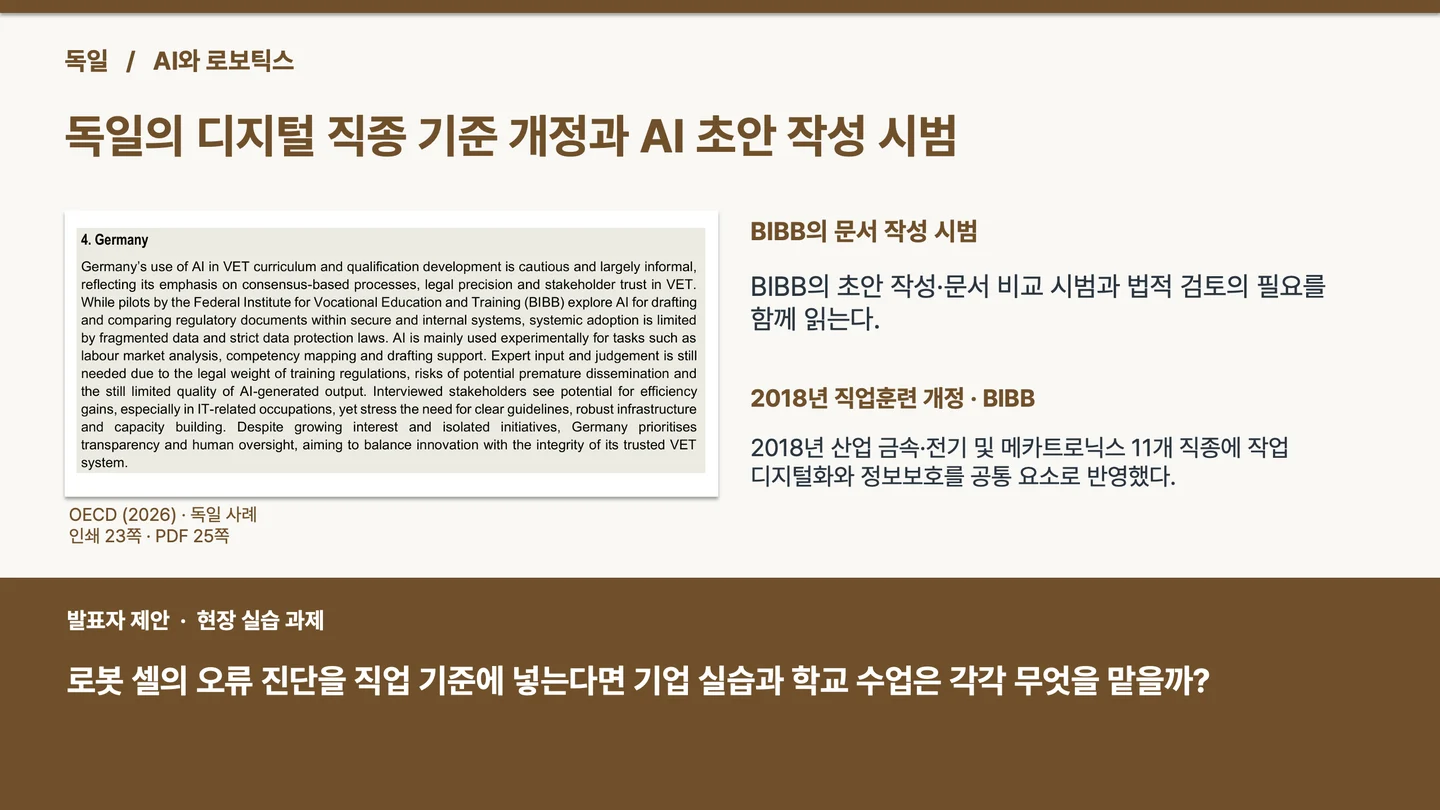 독일 / AI와 로보틱스
독일의 디지털 직종 기준 개정과 AI 초안 작성 시범
4. Germany
Germany's use of AI in VET curriculum and qualification development is cautious and largely informal,
reflecting its emphasis on consensus-based processes, legal precision and stakeholder trust in VET.
While pilots by the Federal Institute for Vocational Education and Training (BIBB) explore AI for drafting
and comparing regulatory documents within secure and internal systems, systemic adoption is limited
by fragmented data and strict data protection laws. AI is mainly used experimentally for tasks such as
labour market analysis, competency mapping and drafting support. Expert input and judgement is still
needed due to the legal weight of training regulations, risks of potential premature dissemination and
the still limited quality of AI-generated output. Interviewed stakeholders see potential for efficiency
gains, especially in IT-related occupations, yet stress the need for clear guidelines, robust infrastructure
and capacity building. Despite growing interest and isolated initiatives, Germany prioritises
transparency and human oversight, aiming to balance innovation with the integrity of its trusted VET
system.
OECD (2026) · 독일 사례
인쇄 23쪽 · PDF 25쪽
BIBB의 문서 작성 시범
BIBB의 초안 작성·문서 비교 시범과 법적 검토의 필요를
함께 읽는다.
2018년 직업훈련 개정 · BIBB
2018년 산업 금속·전기 및 메카트로닉스 11개 직종에 작업
디지털화와 정보보호를 공통 요소로 반영했다.
발표자 제안 · 현장 실습 과제
로봇 셀의 오류 진단을 직업 기준에 넣는다면 기업 실습과 학교 수업은 각각 무엇을 맡을까?